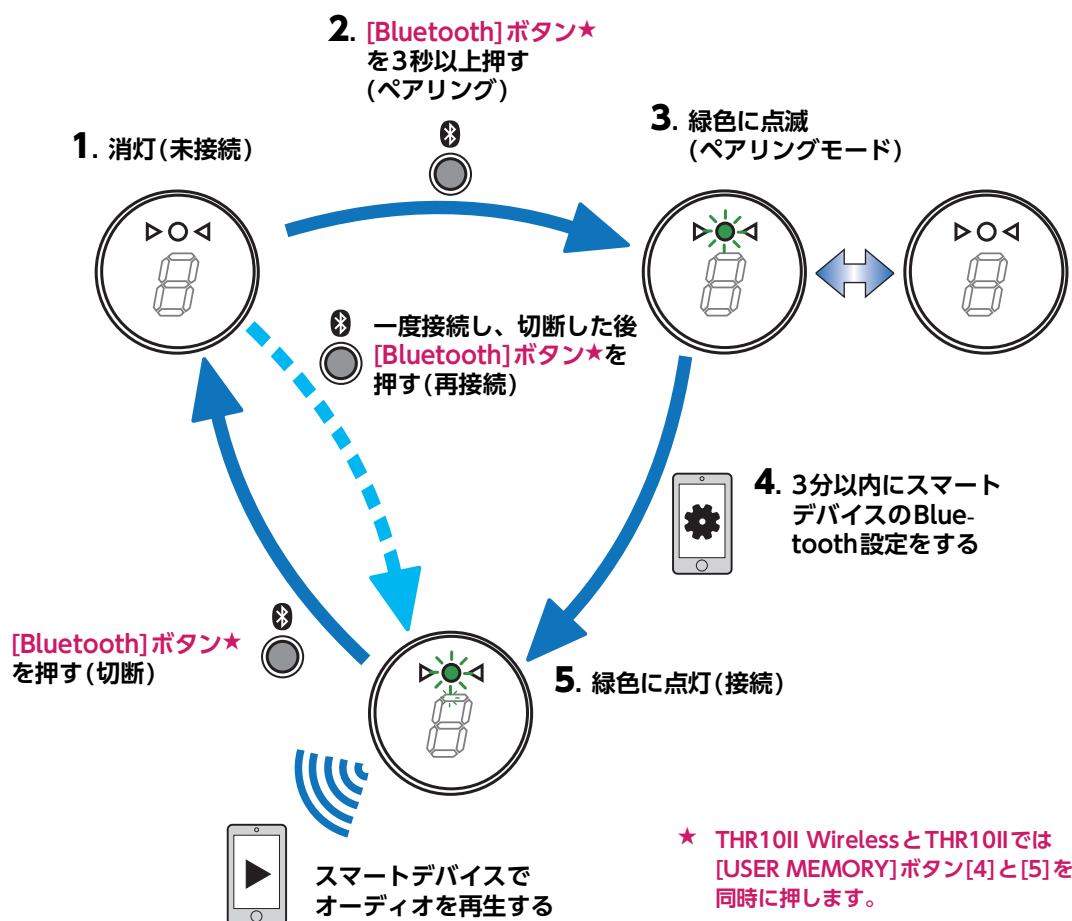 2. [Bluetooth]ボタン★
を3秒以上押す
(ペアリング)
1. 消灯(未接続)
3. 緑色に点滅
(ペアリングモード)
一度接続し、切断した後
[Bluetooth]ボタン★を
押す(再接続)
4. 3分以内にスマート
デバイスのBlue-
tooth設定をする
[Bluetooth]ボタン★
を押す(切断)
5. 緑色に点灯(接続)
スマートデバイスで
オーディオを再生する
★ THR10II WirelessとTHR10IIでは
[USER MEMORY]ボタン[4]と[5]を
同時に押します。